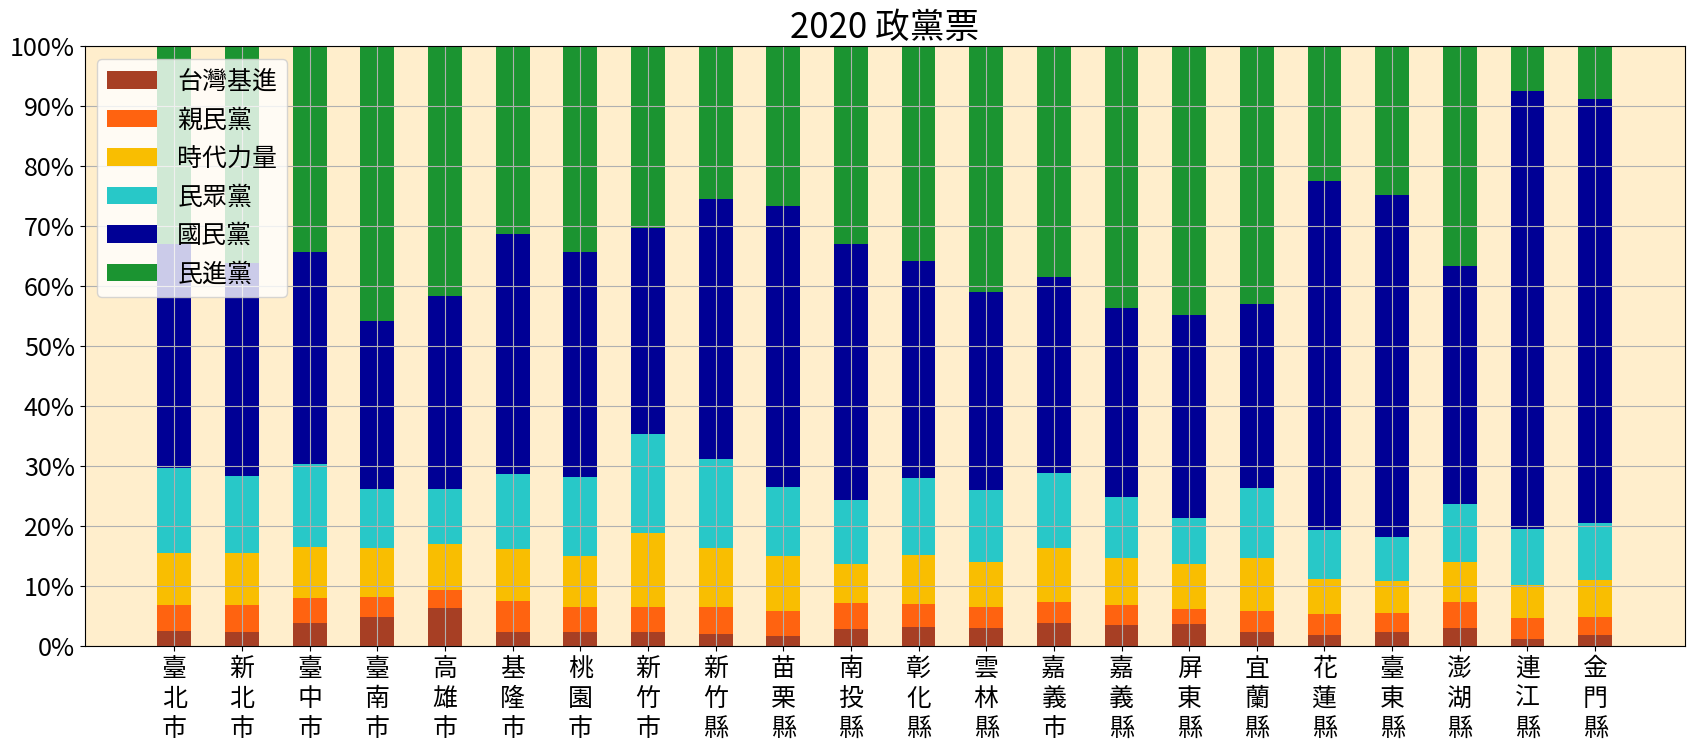 2020 政黨票
100%
90%
80%
70%
60%
50%
40%
30%
20%
10%
0%
台灣基進
親民黨
時代力量
民眾黨
國民黨
民進黨
臺北市
新北市
臺中市
臺南市
高雄市
基隆市
桃園市
新竹市
新竹縣
苗栗縣
南投縣
彰化縣
雲林縣
嘉義市
嘉義縣
屏東縣
宜蘭縣
花蓮縣
臺東縣
澎湖縣
連江縣
金門縣